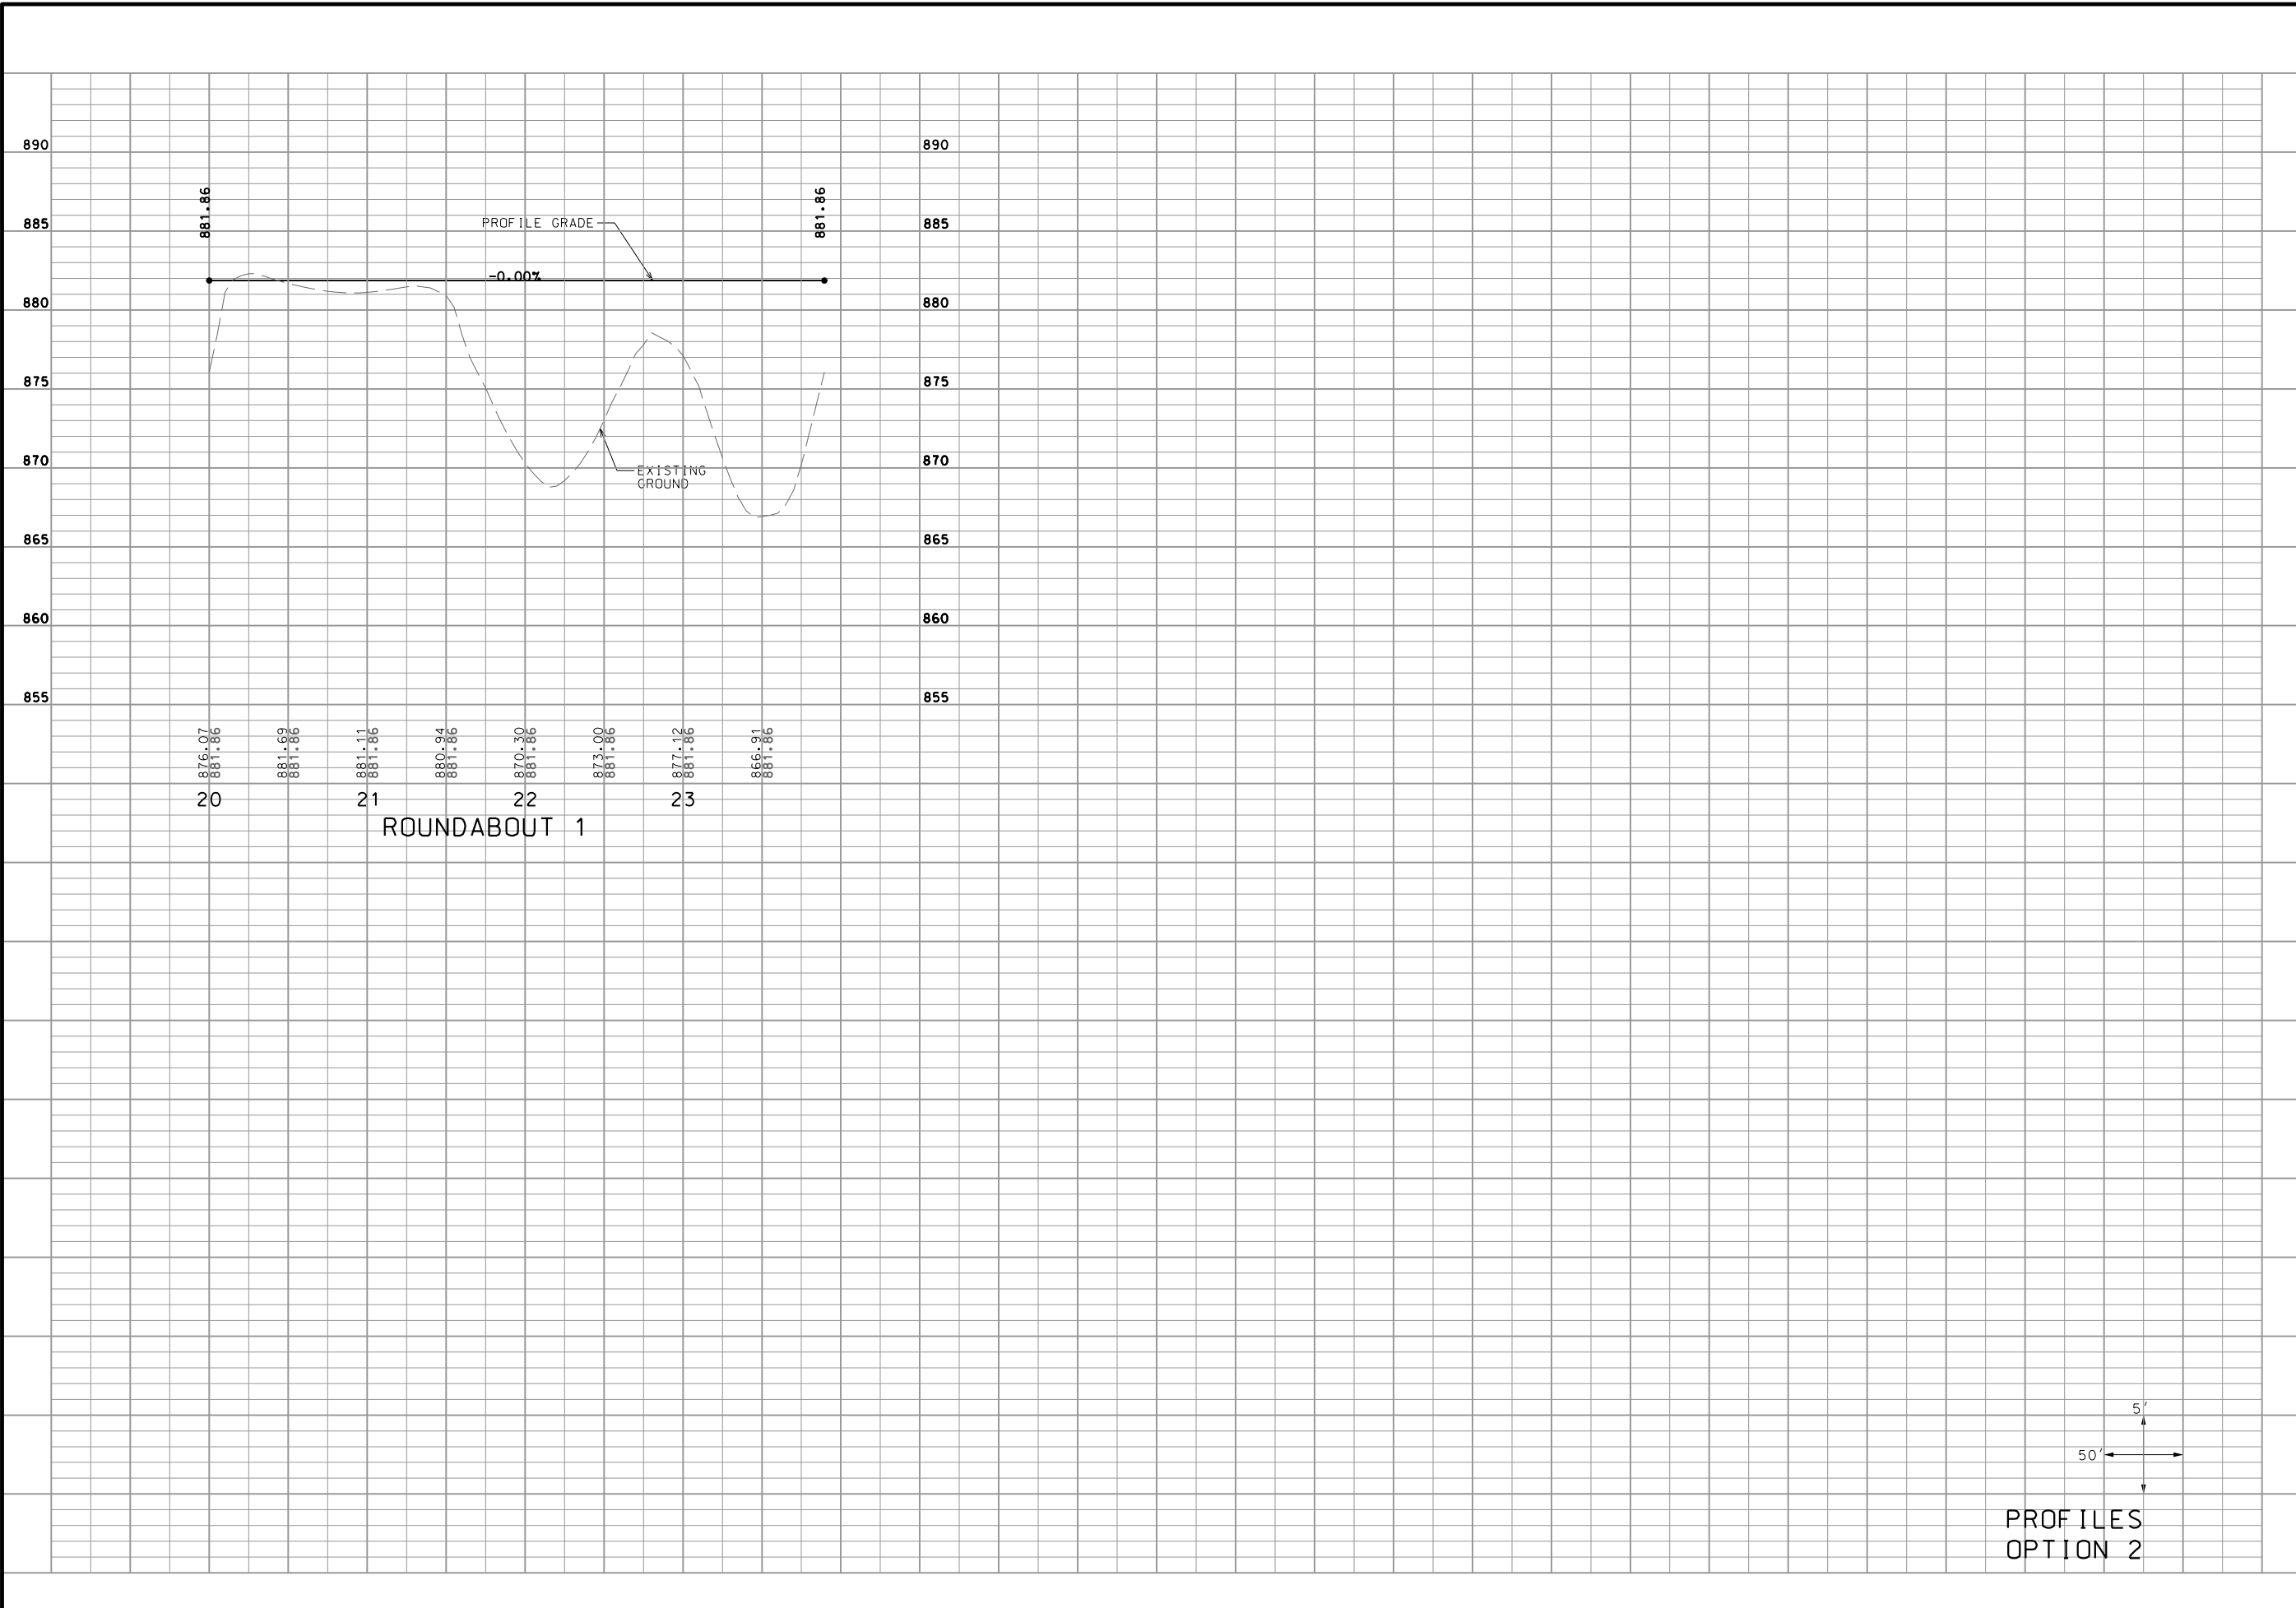 890 890
881.86 881.86
885 PROFILE GRADE 885
-0.00%
880 880
875 875
870 870
EXISTING
GROUND
865 865
860 860
855 855
876.07 881.69 881.11 880.94 870.30 873.00 877.12 866.91
881.86 881.86 881.86 881.86 881.86 881.86 881.86 881.86
20 21 22 23
ROUNDABOUT 1
5'
50'
PROFILES
OPTION 2